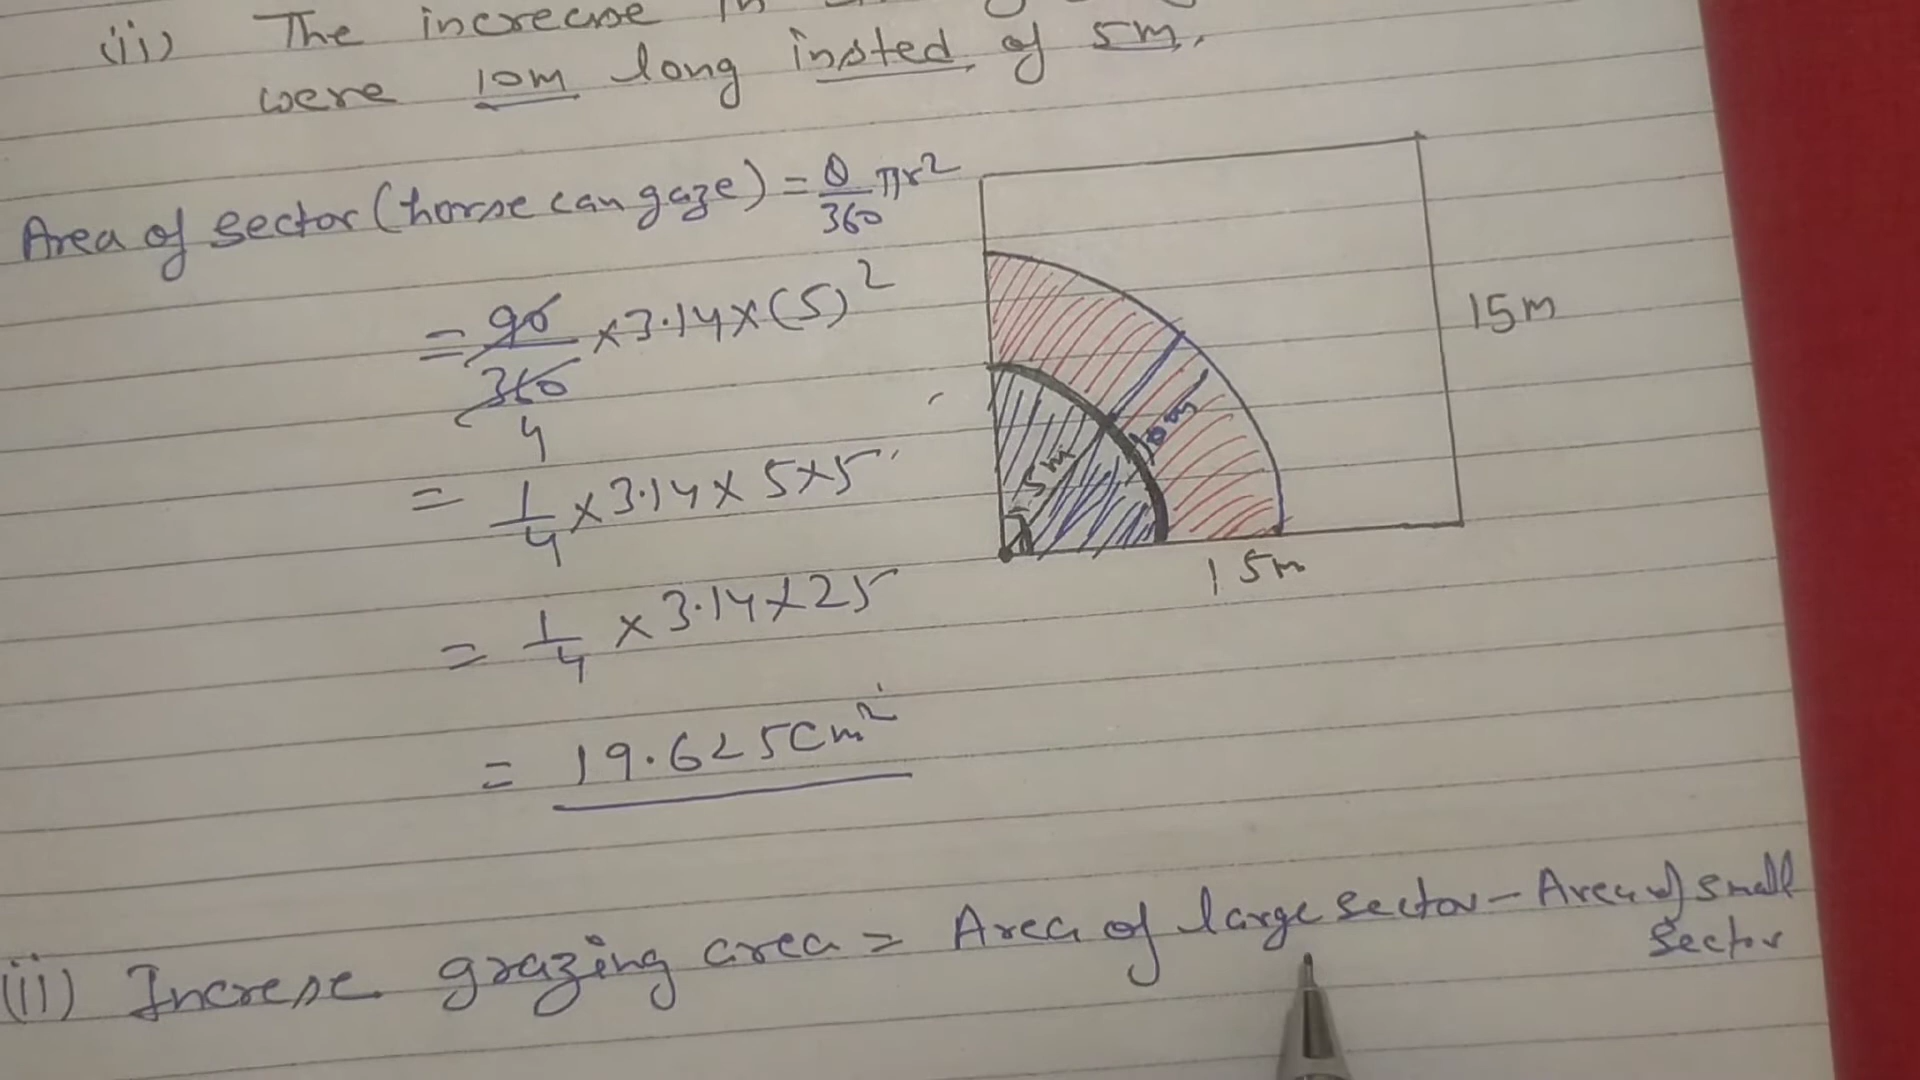 (ii) The increase in
were 10m long insted of 5m.
Area of sector (horse can gaze) = θ/360 πr²
= 90/360 × 3.14 × (5)²
4
= 1/4 × 3.14 × 5×5
= 1/4 × 3.14 × 25
= 19.625 cm²
15m
5m
10m
15m
(ii) Increse grazing area = Area of large sector - Area of small
sector